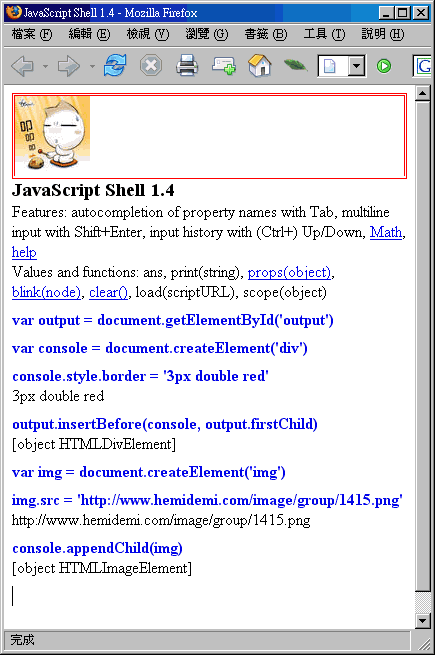 JavaScript Shell 1.4 - Mozilla Firefox
檔案 (F) 編輯 (E) 檢視 (V) 瀏覽 (G) 書籤 (B) 工具 (T) 說明 (H)
叩
叩
叩
JavaScript Shell 1.4
Features: autocompletion of property names with Tab, multiline
input with Shift+Enter, input history with (Ctrl+) Up/Down, Math,
help
Values and functions: ans, print(string), props(object),
blink(node), clear(), load(scriptURL), scope(object)
var output = document.getElementById('output')
var console = document.createElement('div')
console.style.border = '3px double red'
3px double red
output.insertBefore(console, output.firstChild)
[object HTMLDivElement]
var img = document.createElement('img')
img.src = 'http://www.hemidemi.com/image/group/1415.png'
http://www.hemidemi.com/image/group/1415.png
console.appendChild(img)
[object HTMLImageElement]
完成